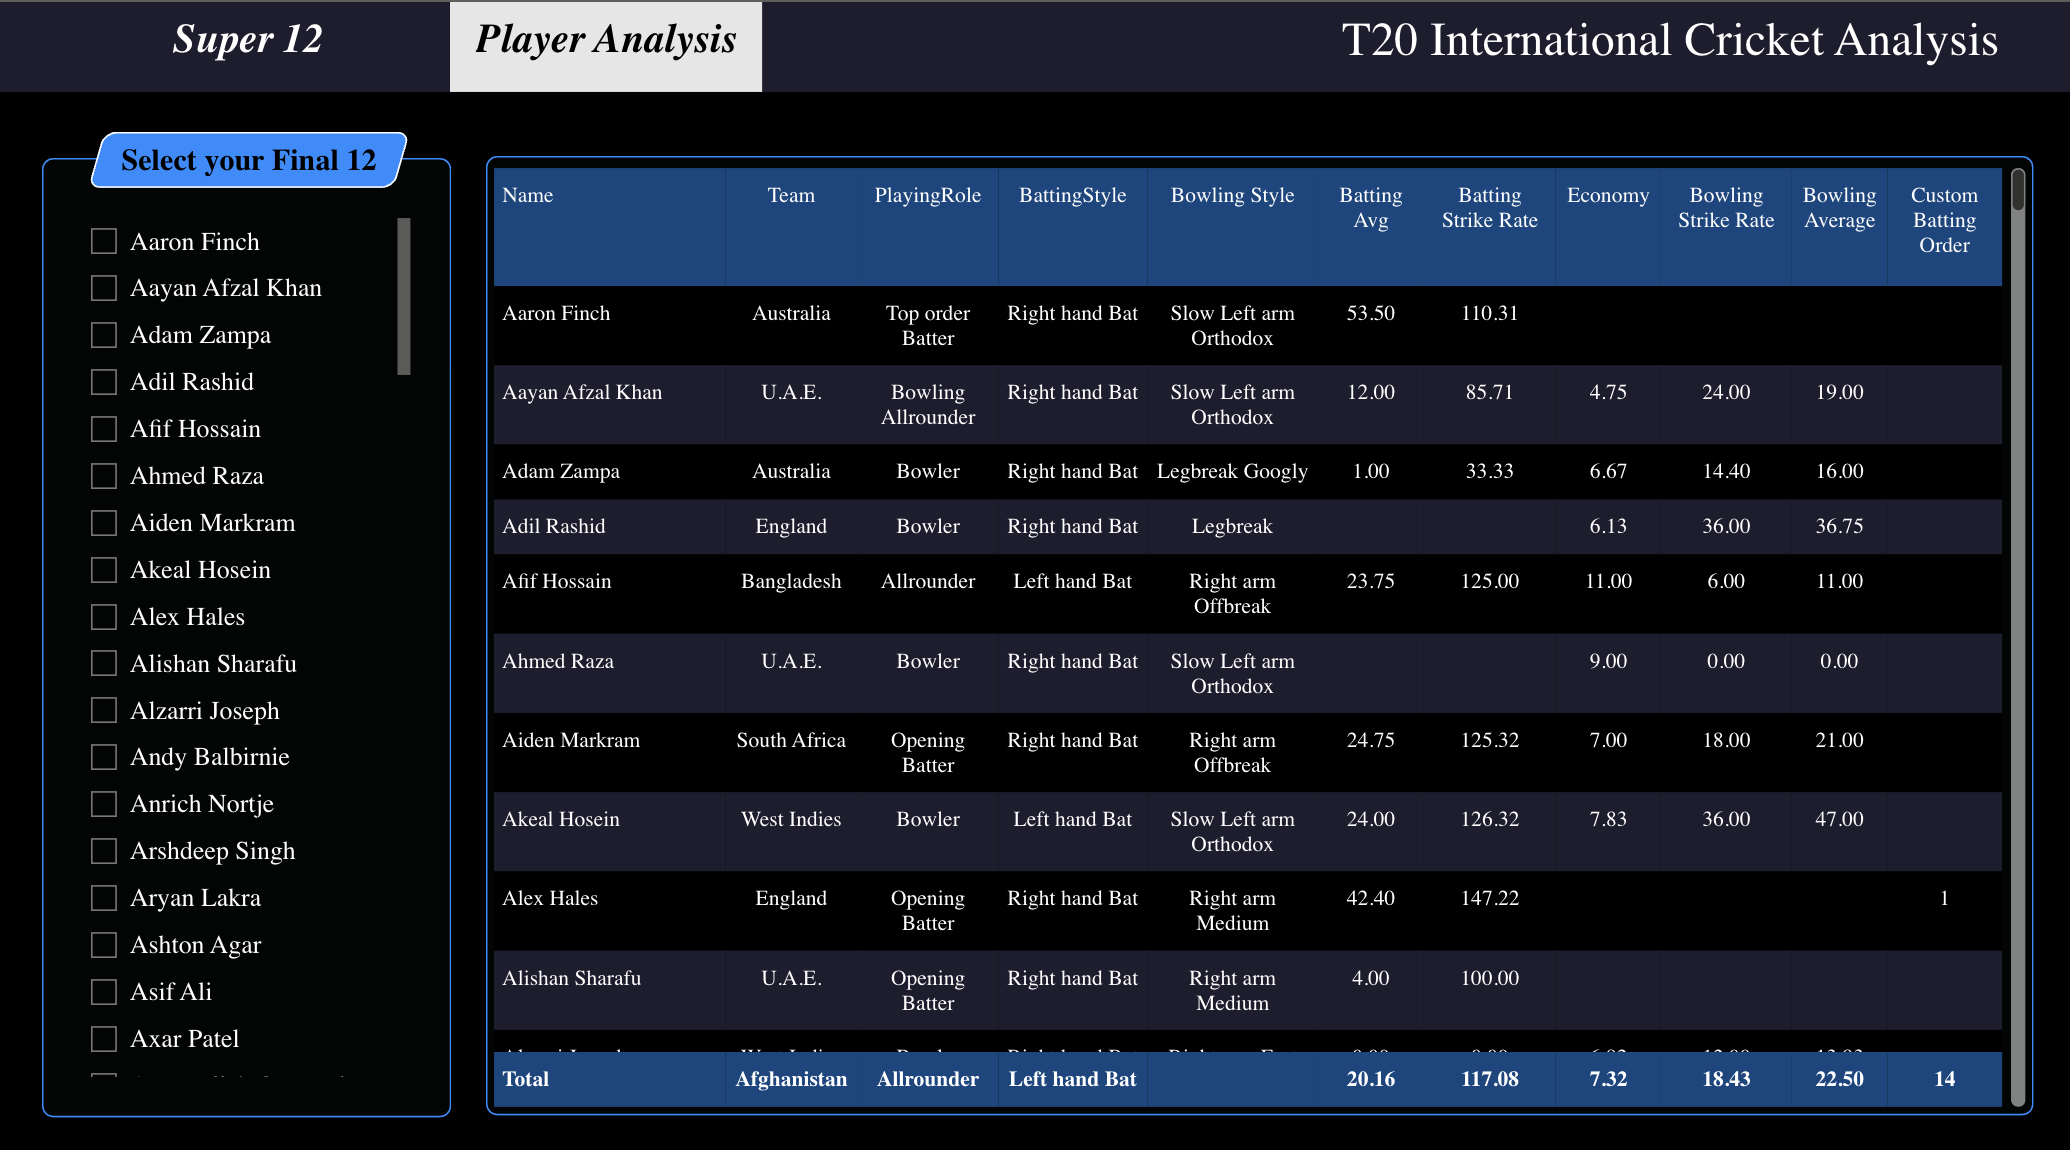 Super 12
Player Analysis
T20 International Cricket Analysis
Select your Final 12
Aaron Finch
Aayan Afzal Khan
Adam Zampa
Adil Rashid
Afif Hossain
Ahmed Raza
Aiden Markram
Akeal Hosein
Alex Hales
Alishan Sharafu
Alzarri Joseph
Andy Balbirnie
Anrich Nortje
Arshdeep Singh
Aryan Lakra
Ashton Agar
Asif Ali
Axar Patel
Name Team PlayingRole BattingStyle Bowling Style Batting Batting Economy Bowling Bowling Custom
Avg Strike Rate Strike Rate Average Batting
Order
Aaron Finch Australia Top order Right hand Bat Slow Left arm 53.50 110.31
Batter Orthodox
Aayan Afzal Khan U.A.E. Bowling Right hand Bat Slow Left arm 12.00 85.71 4.75 24.00 19.00
Allrounder Orthodox
Adam Zampa Australia Bowler Right hand Bat Legbreak Googly 1.00 33.33 6.67 14.40 16.00
Adil Rashid England Bowler Right hand Bat Legbreak 6.13 36.00 36.75
Afif Hossain Bangladesh Allrounder Left hand Bat Right arm 23.75 125.00 11.00 6.00 11.00
Offbreak
Ahmed Raza U.A.E. Bowler Right hand Bat Slow Left arm 9.00 0.00 0.00
Orthodox
Aiden Markram South Africa Opening Right hand Bat Right arm 24.75 125.32 7.00 18.00 21.00
Batter Offbreak
Akeal Hosein West Indies Bowler Left hand Bat Slow Left arm 24.00 126.32 7.83 36.00 47.00
Orthodox
Alex Hales England Opening Right hand Bat Right arm 42.40 147.22 1
Batter Medium
Alishan Sharafu U.A.E. Opening Right hand Bat Right arm 4.00 100.00
Batter Medium
Total Afghanistan Allrounder Left hand Bat 20.16 117.08 7.32 18.43 22.50 14